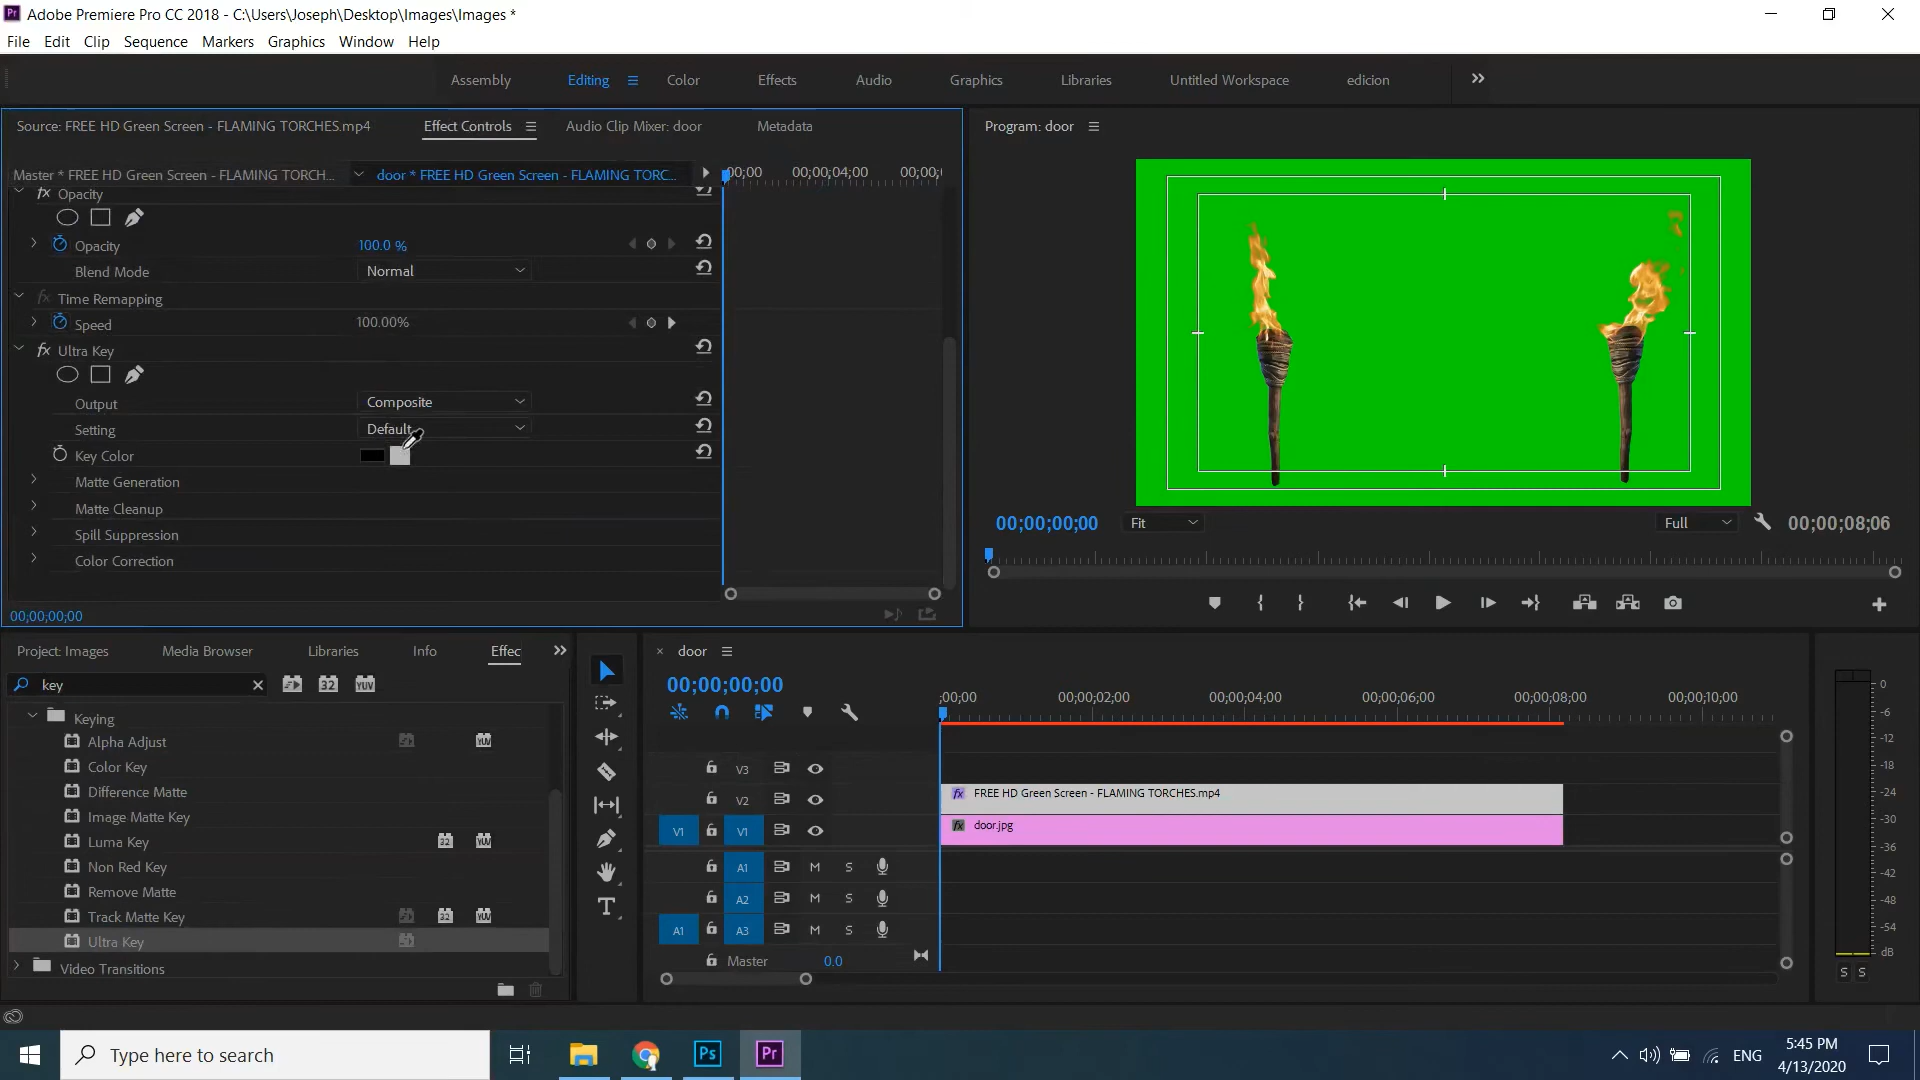 Adobe Premiere Pro CC 2018 - C:\Users\Joseph\Desktop\Images\Images *
File Edit Clip Sequence Markers Graphics Window Help
Assembly Editing Color Effects Audio Graphics Libraries Untitled Workspace edicion
Source: FREE HD Green Screen - FLAMING TORCHES.mp4 Effect Controls Audio Clip Mixer: door Metadata
Program: door
Master * FREE HD Green Screen - FLAMING TORCH... door * FREE HD Green Screen - FLAMING TORC...
00;00 00;00;04;00 00;00;
fx Opacity
Opacity 100.0 %
Blend Mode Normal
fx Time Remapping
Speed 100.00%
fx Ultra Key
Output Composite
Setting Default
Key Color
Matte Generation
Matte Cleanup
Spill Suppression
Color Correction
00;00;00;00
00;00;00;00 Fit Full 00;00;08;06
Project: Images Media Browser Libraries Info Effec
key 32 YUV
Keying
Alpha Adjust YUV
Color Key
Difference Matte
Image Matte Key
Luma Key 32 YUV
Non Red Key
Remove Matte
Track Matte Key 32 YUV
Ultra Key
Video Transitions
door
00;00;00;00
;00;00 00;00;02;00 00;00;04;00 00;00;06;00 00;00;08;00 00;00;10;00
V3
V2 fx FREE HD Green Screen - FLAMING TORCHES.mp4
V1 V1 fx door.jpg
A1 M S
A2 M S
A1 A3 M S
Master 0.0
0
-6
-12
-18
-24
-30
-36
-42
-48
-54
dB
S S
Type here to search
Ps Pr
ENG
5:45 PM
4/13/2020